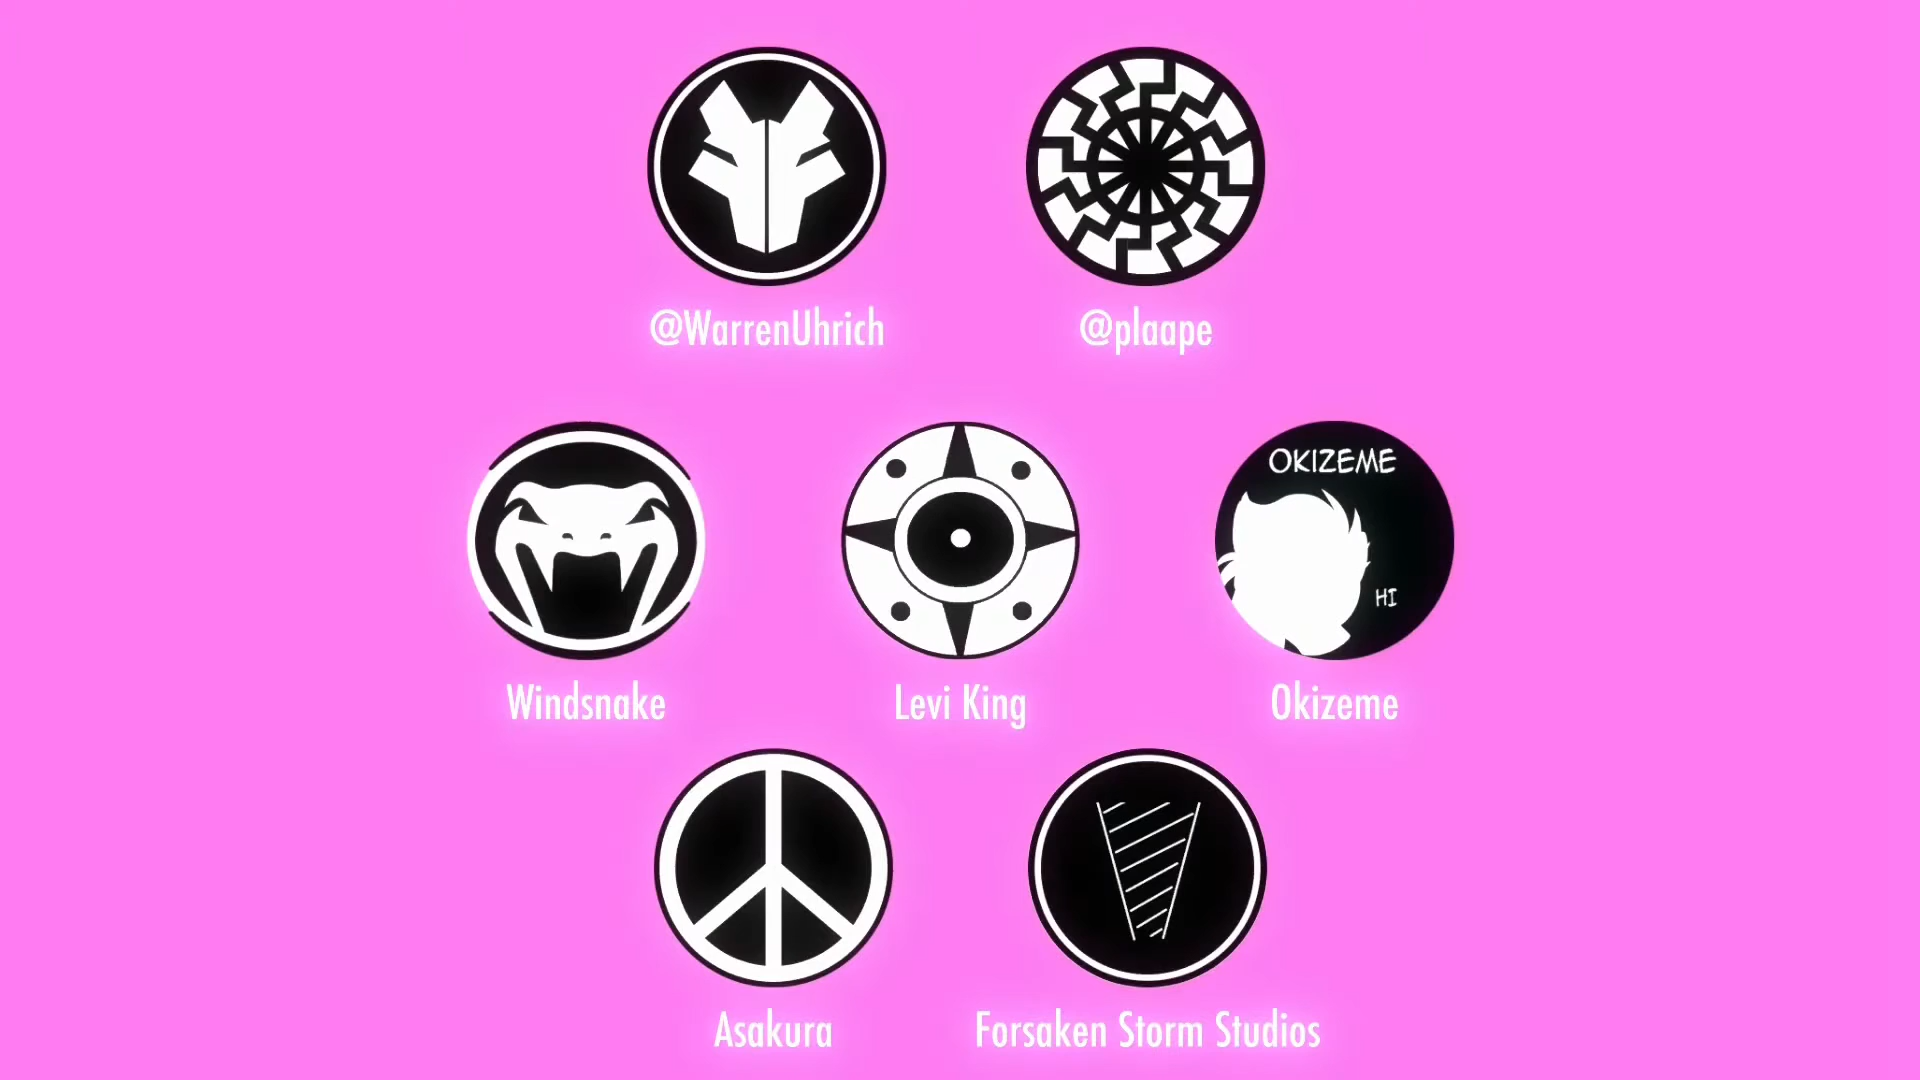 @WarrenUhrich
@plaape
OKIZEME
HI
Windsnake
Levi King
Okizeme
Asakura
Forsaken Storm Studios